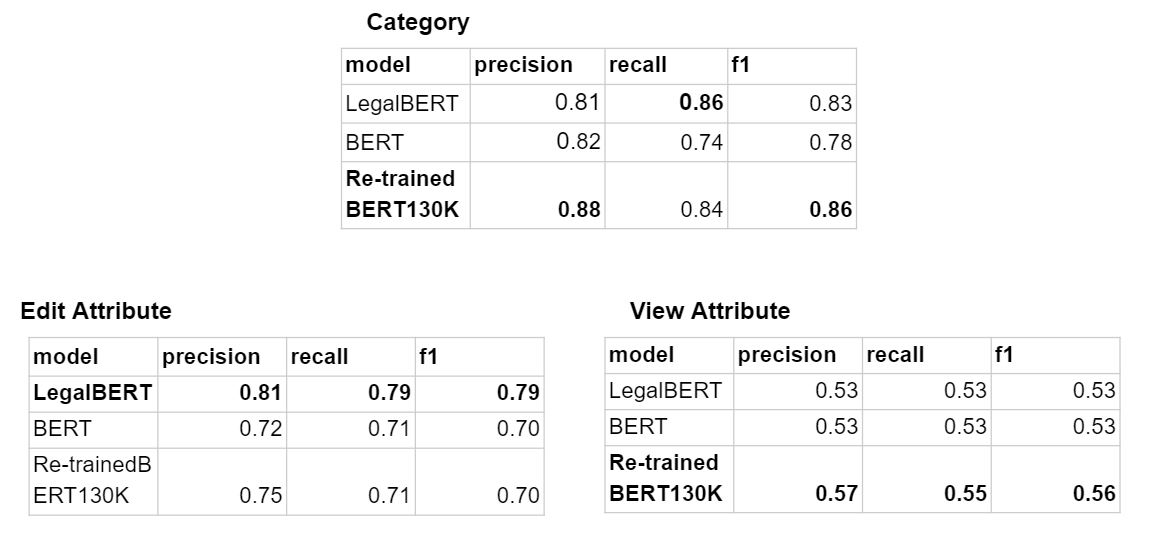 Category
model precision recall f1
LegalBERT 0.81 0.86 0.83
BERT 0.82 0.74 0.78
Re-trained
BERT130K 0.88 0.84 0.86
Edit Attribute
model precision recall f1
LegalBERT 0.81 0.79 0.79
BERT 0.72 0.71 0.70
Re-trainedB
ERT130K 0.75 0.71 0.70
View Attribute
model precision recall f1
LegalBERT 0.53 0.53 0.53
BERT 0.53 0.53 0.53
Re-trained
BERT130K 0.57 0.55 0.56